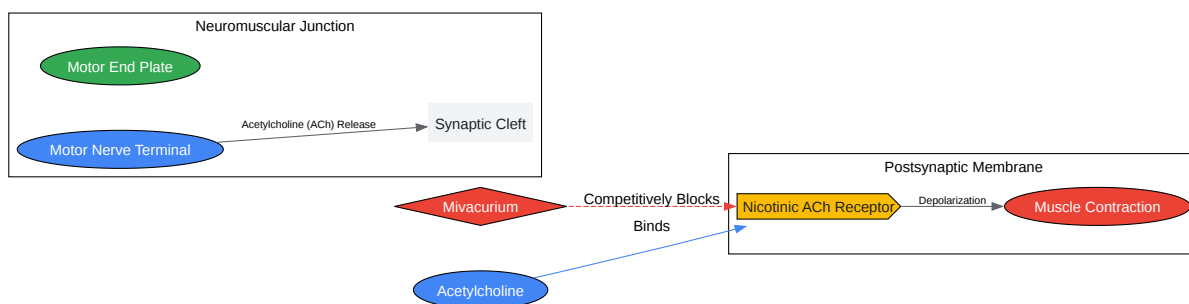 Neuromuscular Junction
Motor End Plate
Acetylcholine (ACh) Release
Synaptic Cleft
Motor Nerve Terminal
Postsynaptic Membrane
Mivacurium
Competitively Blocks
Nicotinic ACh Receptor
Depolarization
Muscle Contraction
Binds
Acetylcholine